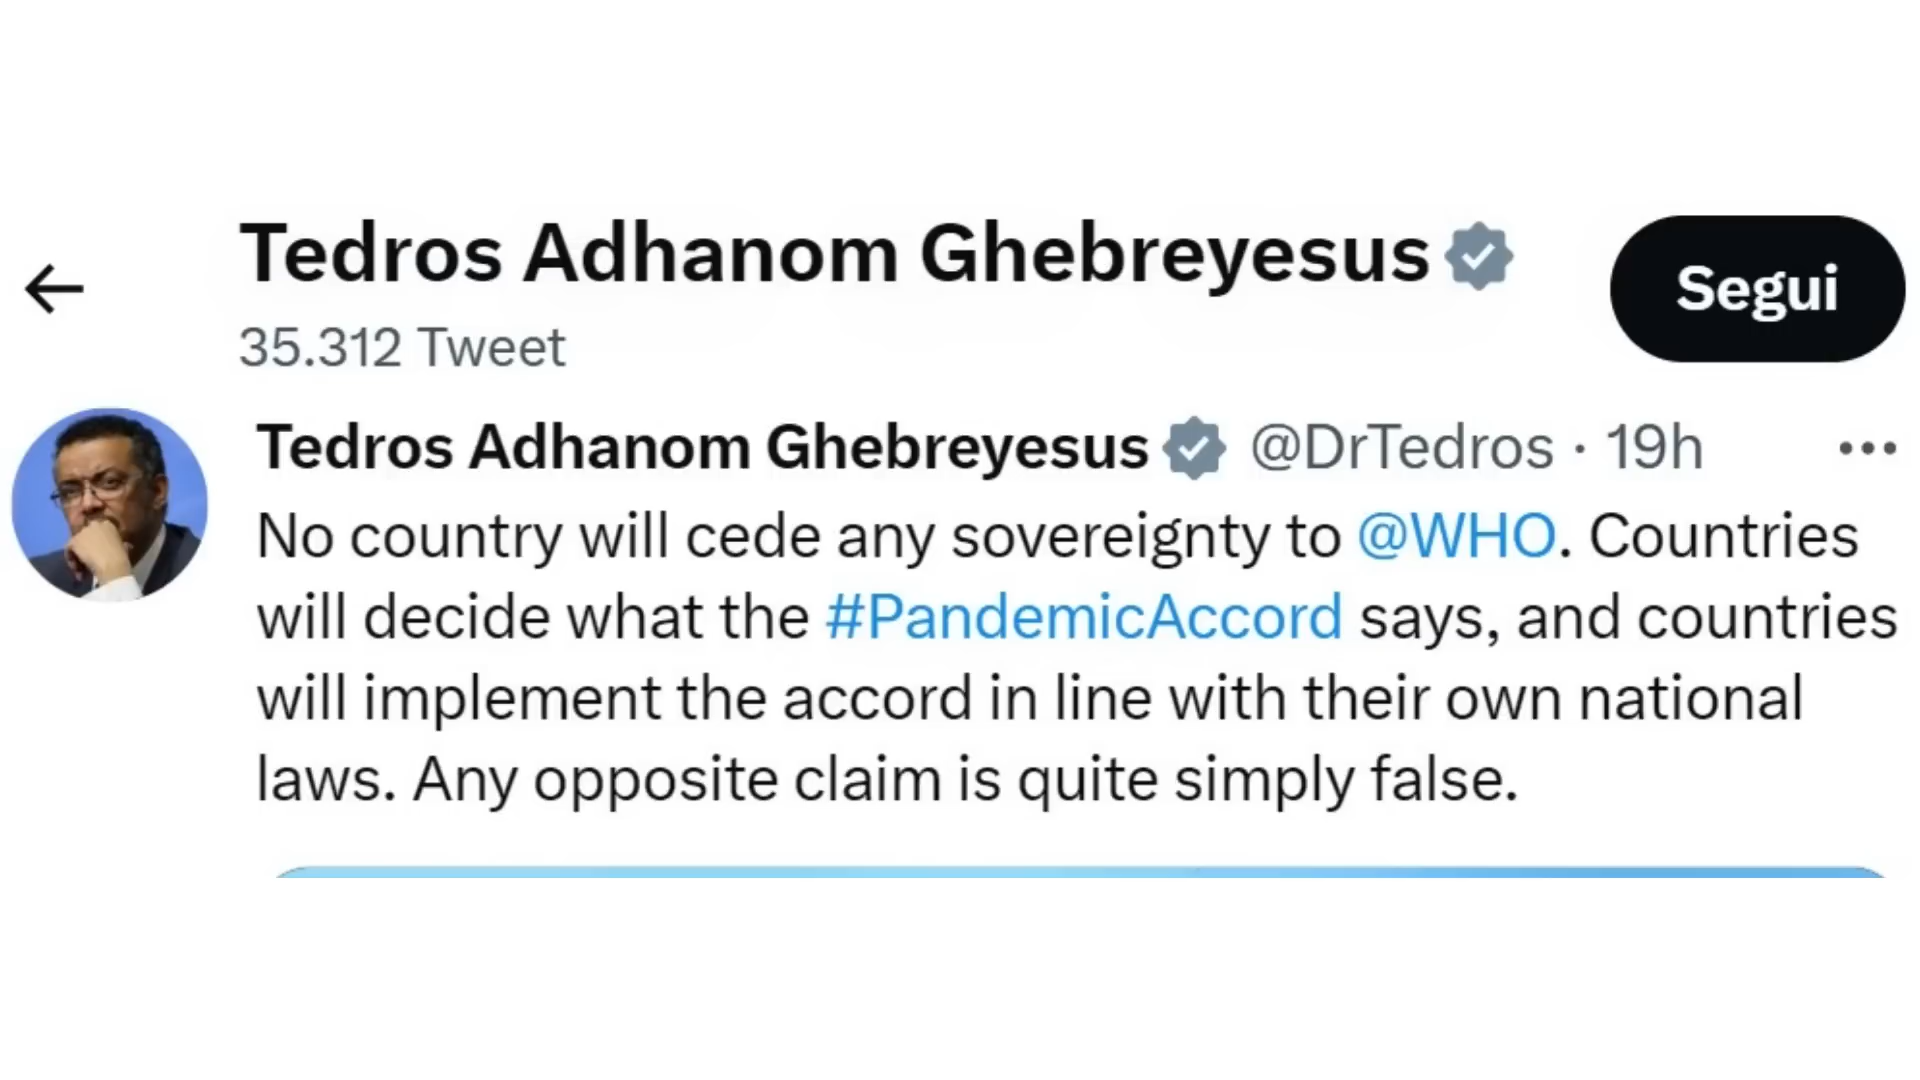 Tedros Adhanom Ghebreyesus
Segui
35.312 Tweet
Tedros Adhanom Ghebreyesus @DrTedros · 19h
No country will cede any sovereignty to @WHO. Countries
will decide what the #PandemicAccord says, and countries
will implement the accord in line with their own national
laws. Any opposite claim is quite simply false.